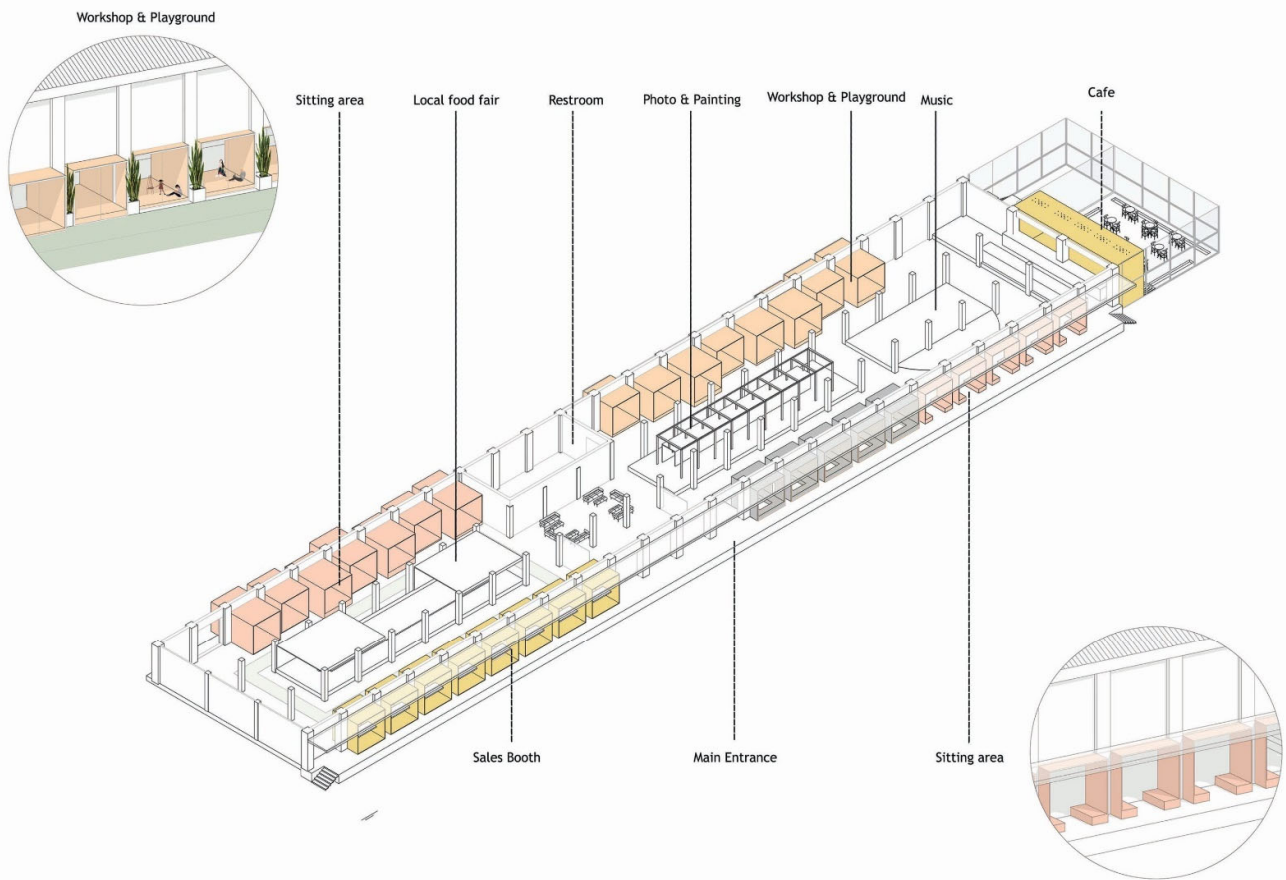 Workshop & Playground
Sitting area
Local food fair
Restroom
Photo & Painting
Workshop & Playground
Music
Cafe
Sales Booth
Main Entrance
Sitting area